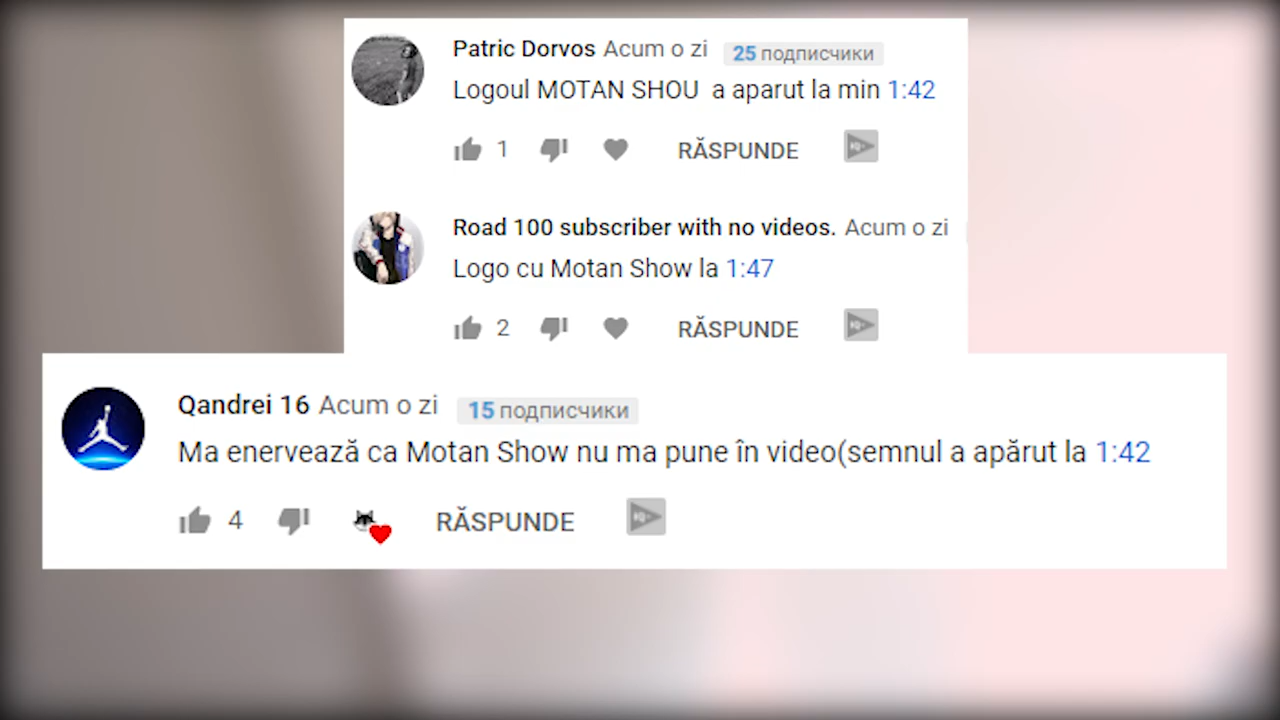 Patric Dorvos Acum o zi 25 подписчики
Logoul MOTAN SHOU a aparut la min 1:42
1 RĂSPUNDE
Road 100 subscriber with no videos. Acum o zi
Logo cu Motan Show la 1:47
2 RĂSPUNDE
Qandrei 16 Acum o zi 15 подписчики
Ma enervează ca Motan Show nu ma pune în video(semnul a apărut la 1:42
4 RĂSPUNDE